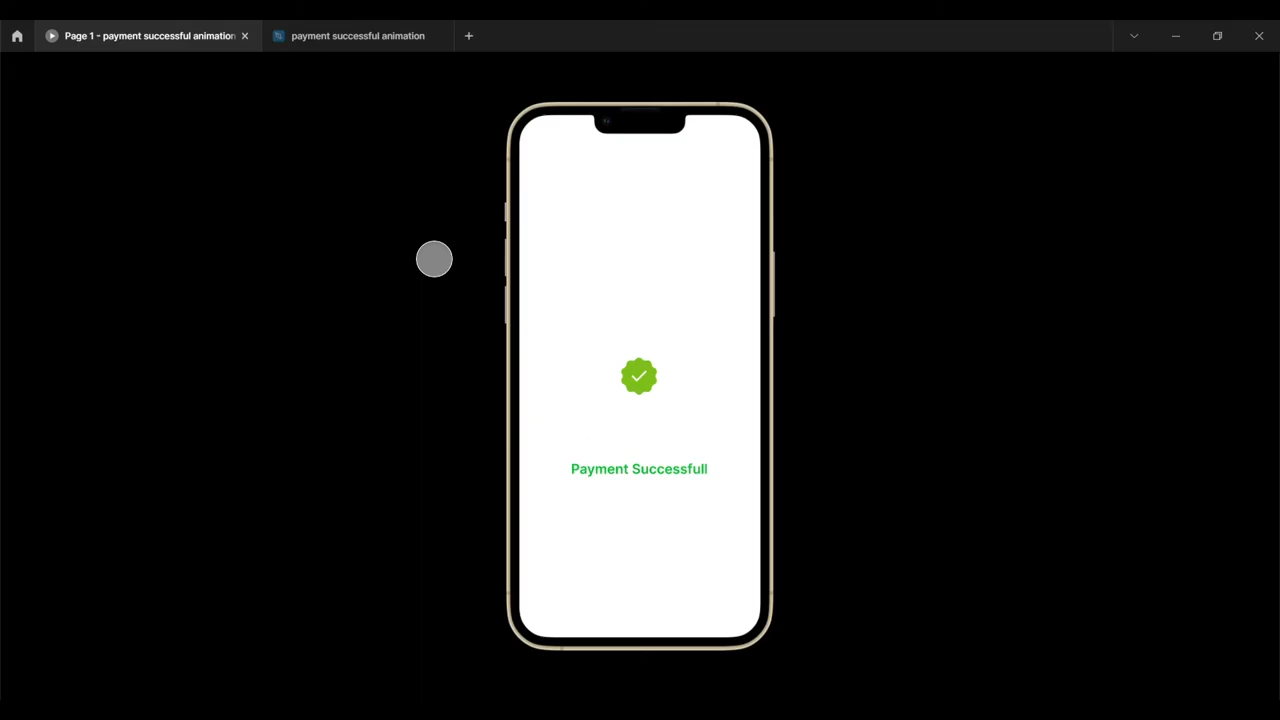 Page 1 - payment successful animation
payment successful animation
Payment Successfull